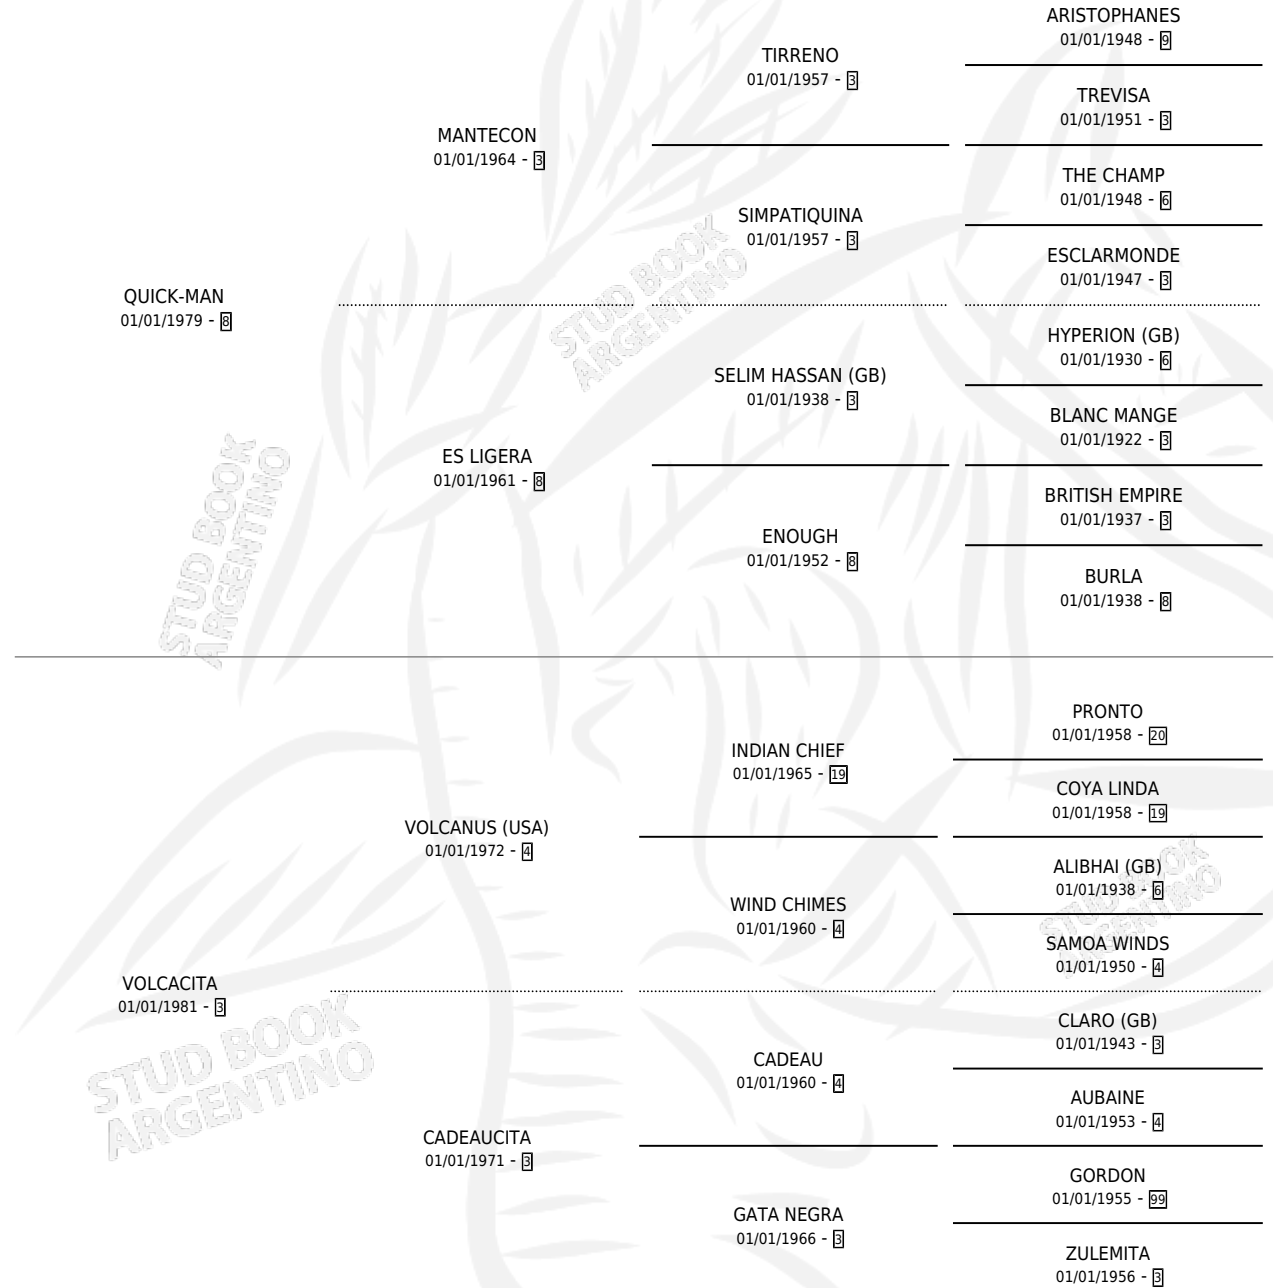 ARISTOPHANES
01/01/1948 - 9
TIRRENO
01/01/1957 - 3
TREVISA
01/01/1951 - 3
MANTECON
01/01/1964 - 3
THE CHAMP
01/01/1948 - 6
SIMPATIQUINA
01/01/1957 - 3
ESCLARMONDE
01/01/1947 - 3
QUICK-MAN
01/01/1979 - 8
HYPERION (GB)
01/01/1930 - 6
SELIM HASSAN (GB)
01/01/1938 - 3
BLANC MANGE
01/01/1922 - 3
ES LIGERA
01/01/1961 - 8
BRITISH EMPIRE
01/01/1937 - 3
ENOUGH
01/01/1952 - 8
BURLA
01/01/1938 - 8
PRONTO
01/01/1958 - 20
INDIAN CHIEF
01/01/1965 - 19
COYA LINDA
01/01/1958 - 19
VOLCANUS (USA)
01/01/1972 - 4
ALIBHAI (GB)
01/01/1938 - 6
WIND CHIMES
01/01/1960 - 4
SAMOA WINDS
01/01/1950 - 4
VOLCACITA
01/01/1981 - 3
CLARO (GB)
01/01/1943 - 3
CADEAU
01/01/1960 - 4
AUBAINE
01/01/1953 - 4
CADEAUCITA
01/01/1971 - 3
GORDON
01/01/1955 - 99
GATA NEGRA
01/01/1966 - 3
ZULEMITA
01/01/1956 - 3
STUD BOOK
ARGENTINO
STUD BOOK
ARGENTINO
STUD BOOK
ARGENTINO
STUD BOOK
ARGENTINO